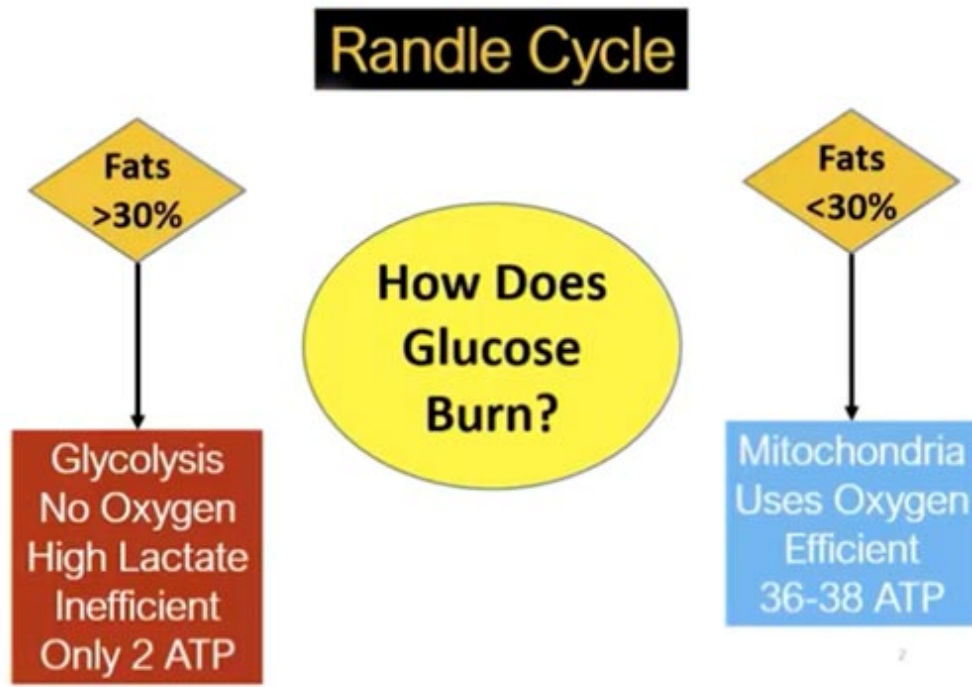 Randle Cycle
Fats
>30%
Fats
<30%
How Does
Glucose
Burn?
Glycolysis
No Oxygen
High Lactate
Inefficient
Only 2 ATP
Mitochondria
Uses Oxygen
Efficient
36-38 ATP
2